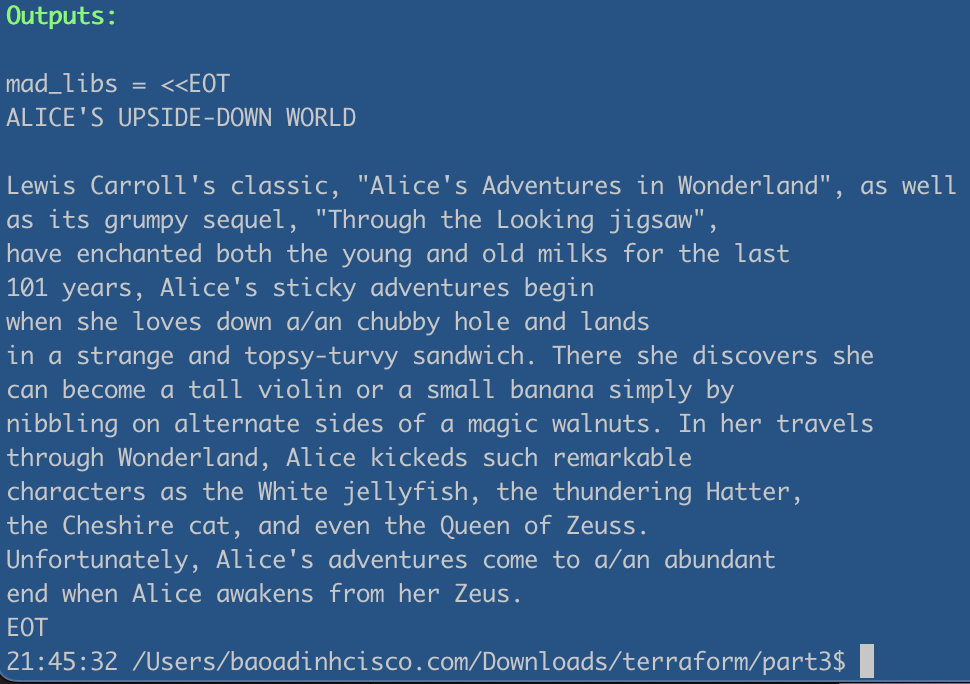 Outputs:
mad_libs = <<EOT
ALICE'S UPSIDE-DOWN WORLD
Lewis Carroll's classic, "Alice's Adventures in Wonderland", as well
as its grumpy sequel, "Through the Looking jigsaw",
have enchanted both the young and old milks for the last
101 years, Alice's sticky adventures begin
when she loves down a/an chubby hole and lands
in a strange and topsy-turvy sandwich. There she discovers she
can become a tall violin or a small banana simply by
nibbling on alternate sides of a magic walnuts. In her travels
through Wonderland, Alice kickeds such remarkable
characters as the White jellyfish, the thundering Hatter,
the Cheshire cat, and even the Queen of Zeuss.
Unfortunately, Alice's adventures come to a/an abundant
end when Alice awakens from her Zeus.
EOT
21:45:32 /Users/baoadinhcisco.com/Downloads/terraform/part3$